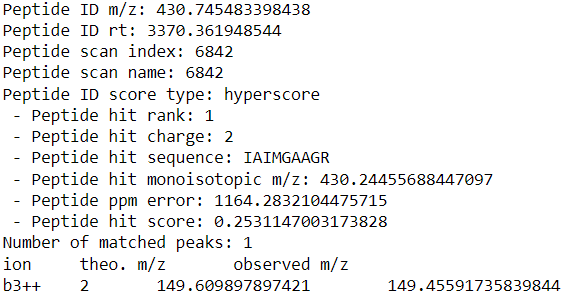 Peptide ID m/z: 430.745483398438
Peptide ID rt: 3370.361948544
Peptide scan index: 6842
Peptide scan name: 6842
Peptide ID score type: hyperscore
 - Peptide hit rank: 1
 - Peptide hit charge: 2
 - Peptide hit sequence: IAIMGAAGR
 - Peptide hit monoisotopic m/z: 430.24455688447097
 - Peptide ppm error: 1164.2832104475715
 - Peptide hit score: 0.2531147003173828
Number of matched peaks: 1
ion     theo. m/z       observed m/z
b3++    2       149.609897897421        149.45591735839844